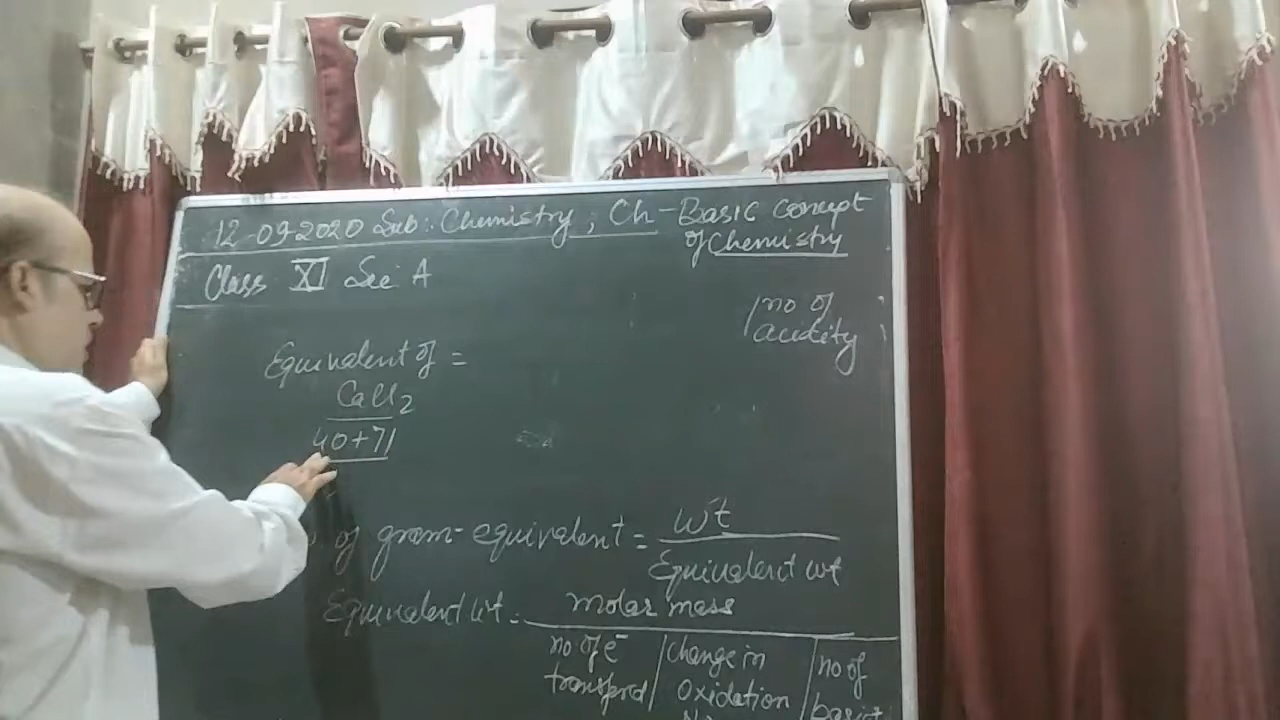 12-09-2020 Sub: Chemistry, Ch-Basic concept
of Chemistry
Class XI Sec A
no of
acidity
Equivalent of =
CaCl2
40+71
of gram-equivalent = wt
Equivalent wt
Equivalent wt = molar mass
no of e- | Change in | no of
Oxidation